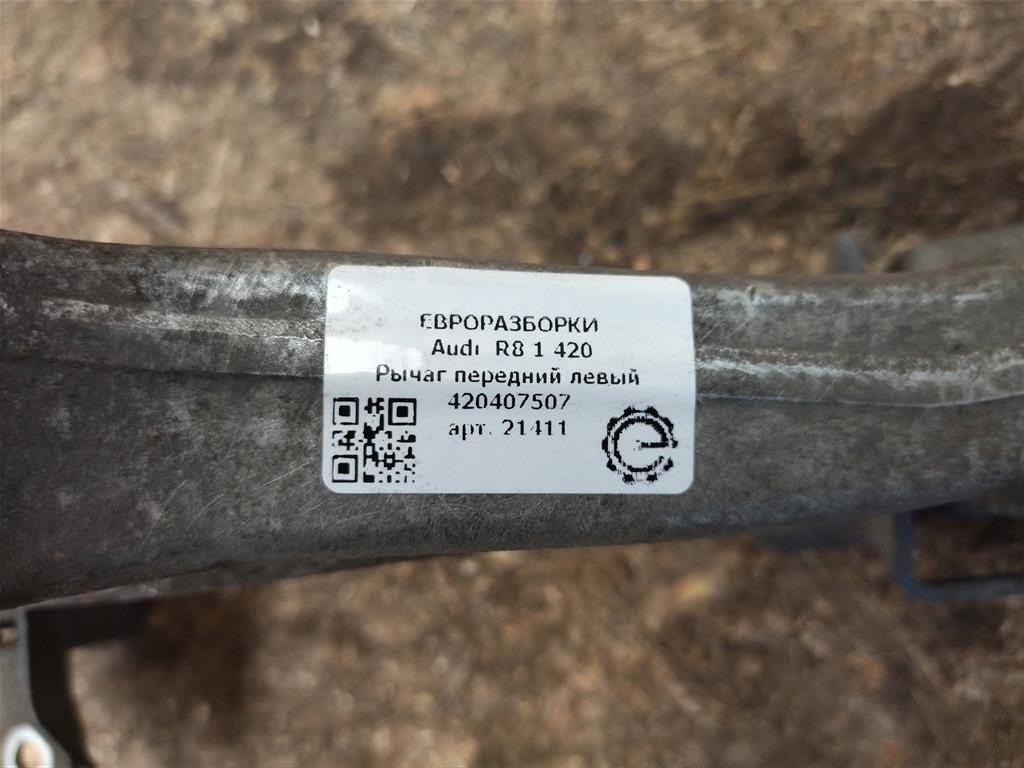 ЕВРОРАЗБОРКИ
Audi R8 1 420
Рычаг передний левый
420407507
арт. 21411